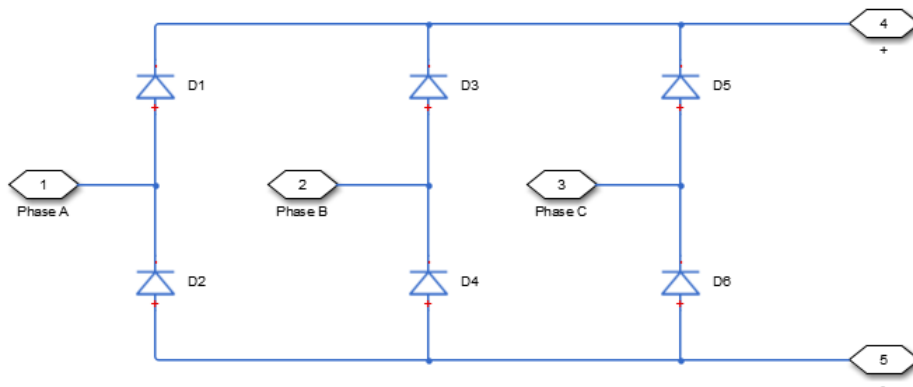 4
+
D1 D3 D5
1 2 3
Phase A Phase B Phase C
D2 D4 D6
5